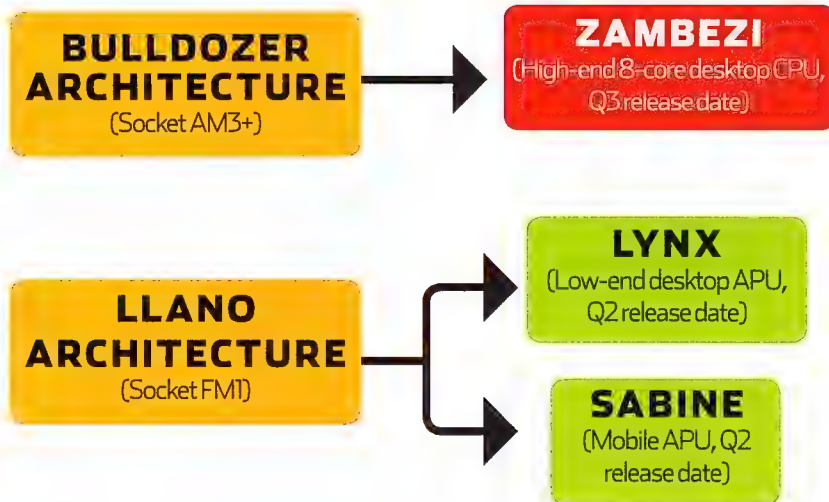 BULLDOZER
ARCHITECTURE
(Socket AM3+)
ZAMBEZI
(High-end 8-core desktop CPU,
Q3 release date)
LLANO
ARCHITECTURE
(Socket FM1)
LYNX
(Low-end desktop APU,
Q2 release date)
SABINE
(Mobile APU, Q2
release date)